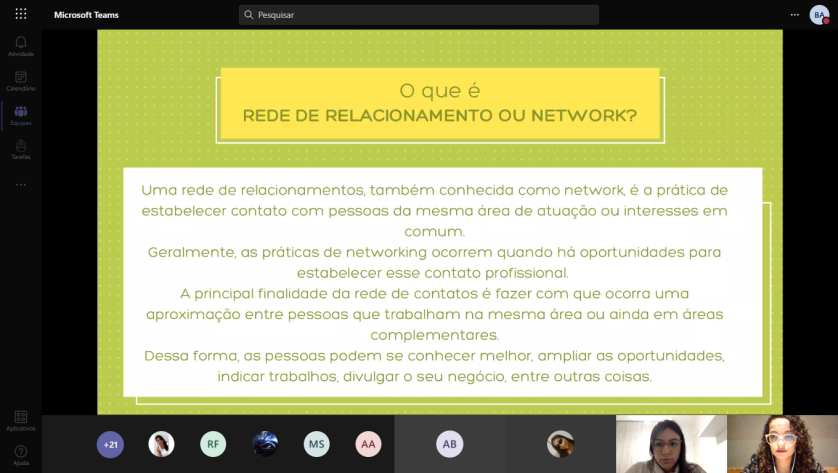 Microsoft Teams
Pesquisar
BA
Atividade
Calendário
Equipes
Tarefas
O que é
REDE DE RELACIONAMENTO OU NETWORK?
Uma rede de relacionamentos, também conhecida como network, é a prática de
estabelecer contato com pessoas da mesma área de atuação ou interesses em
comum.
Geralmente, as práticas de networking ocorrem quando há oportunidades para
estabelecer esse contato profissional.
A principal finalidade da rede de contatos é fazer com que ocorra uma
aproximação entre pessoas que trabalham na mesma área ou ainda em áreas
complementares.
Dessa forma, as pessoas podem se conhecer melhor, ampliar as oportunidades,
indicar trabalhos, divulgar o seu negócio, entre outras coisas.
Aplicativos
Ajuda
+21
RF
MS
AA
AB